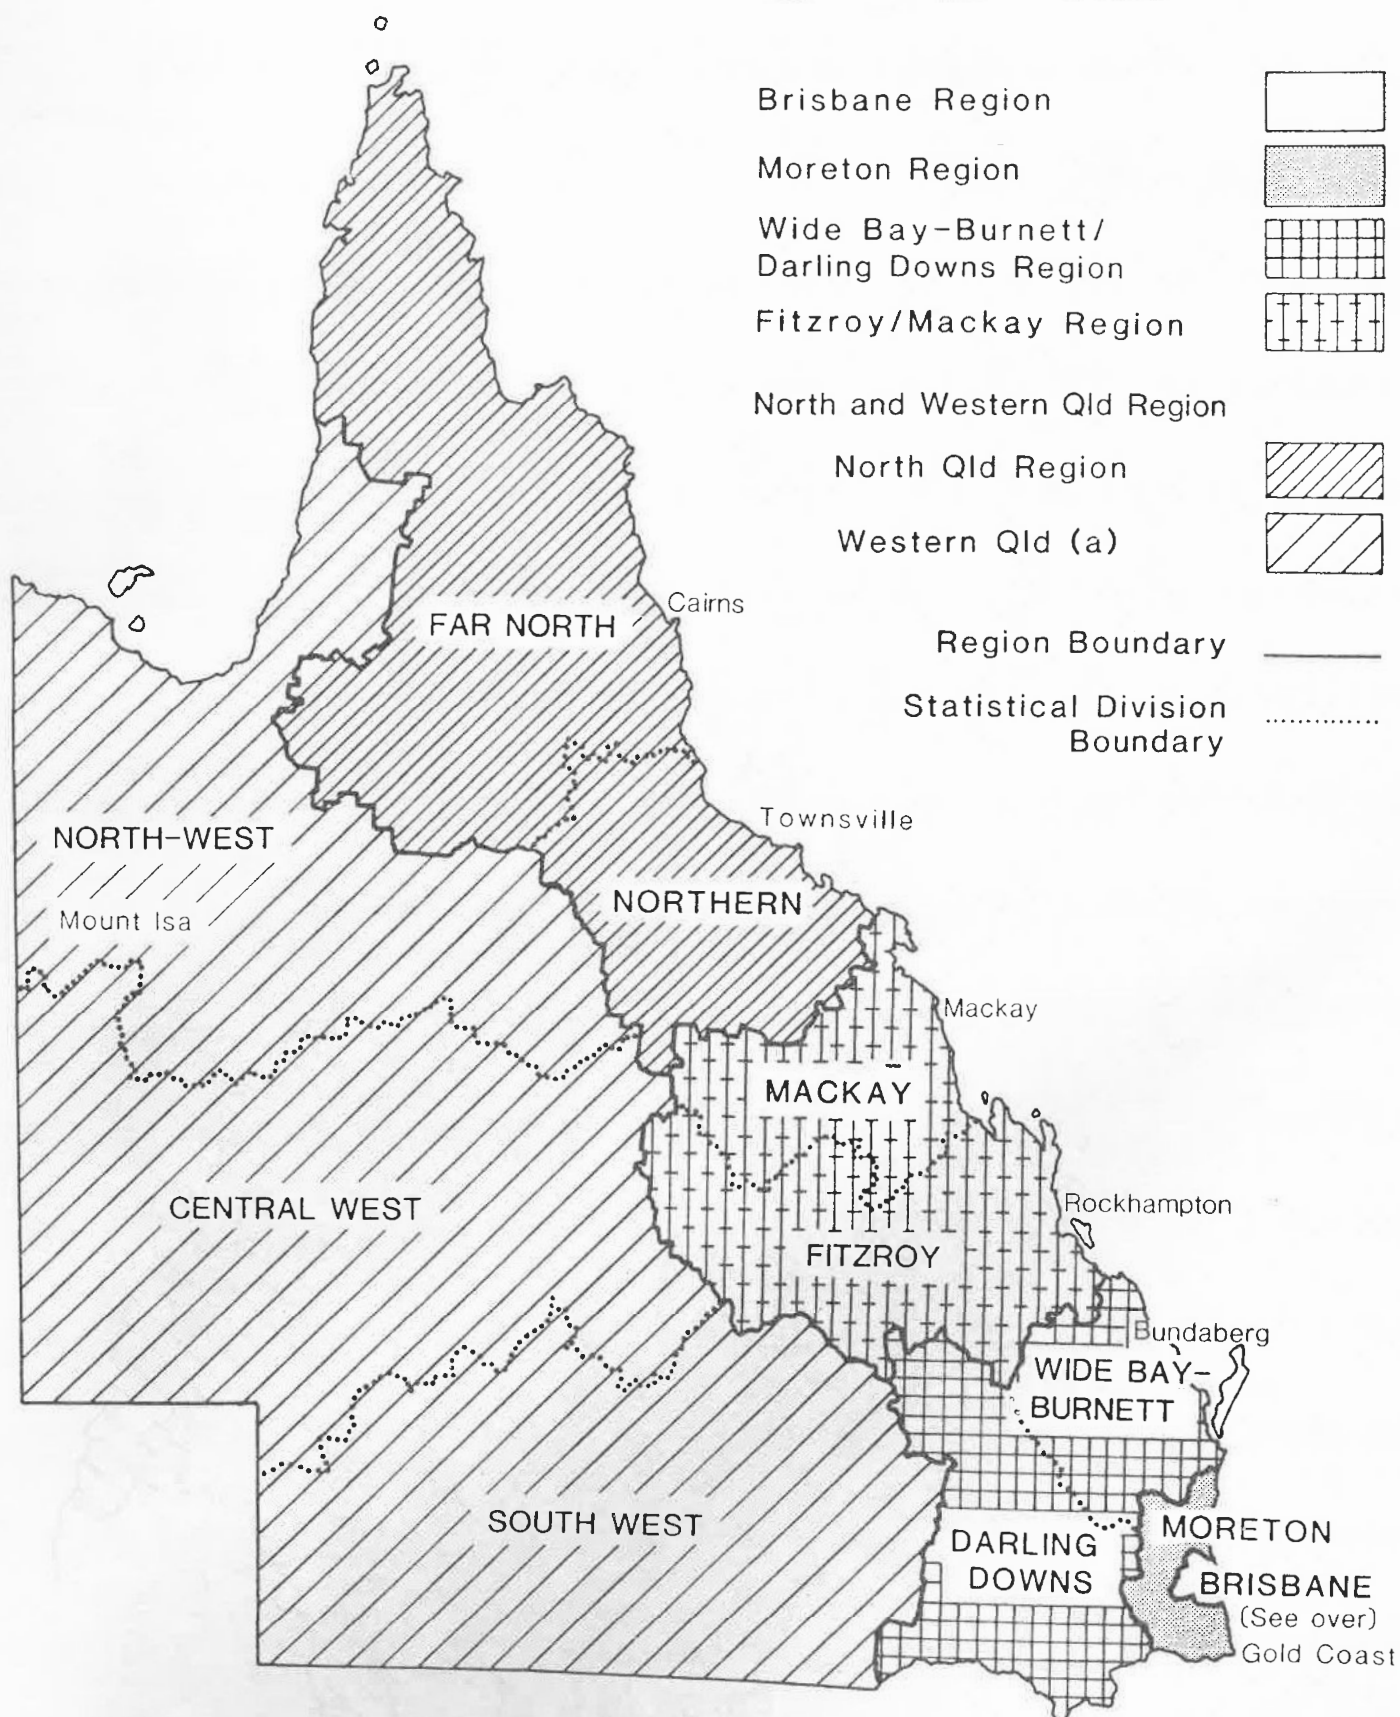 Brisbane Region
Moreton Region
Wide Bay-Burnett/
Darling Downs Region
Fitzroy/Mackay Region
North and Western Qld Region
North Qld Region
Western Qld (a)
Region Boundary
Statistical Division
Boundary
Cairns
FAR NORTH
Townsville
NORTH-WEST
Mount Isa
NORTHERN
Mackay
MACKAY
CENTRAL WEST
Rockhampton
FITZROY
Bundaberg
WIDE BAY-
BURNETT
SOUTH WEST
MORETON
DARLING
DOWNS
BRISBANE
(See over)
Gold Coast